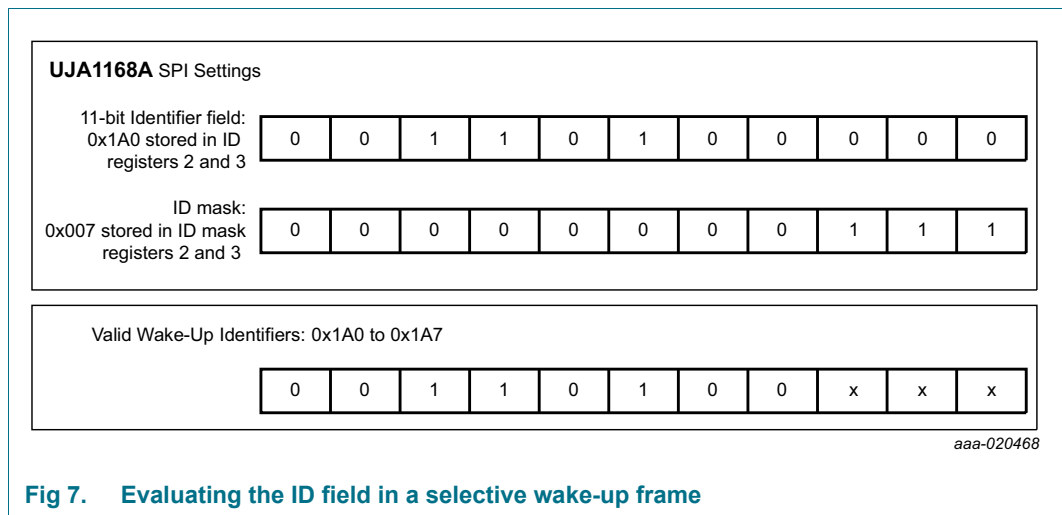 UJA1168A SPI Settings
11-bit Identifier field:
0x1A0 stored in ID
registers 2 and 3
0 0 1 1 0 1 0 0 0 0 0
ID mask:
0x007 stored in ID mask
registers 2 and 3
0 0 0 0 0 0 0 0 1 1 1
Valid Wake-Up Identifiers: 0x1A0 to 0x1A7
0 0 1 1 0 1 0 0 x x x
aaa-020468
Fig 7. Evaluating the ID field in a selective wake-up frame